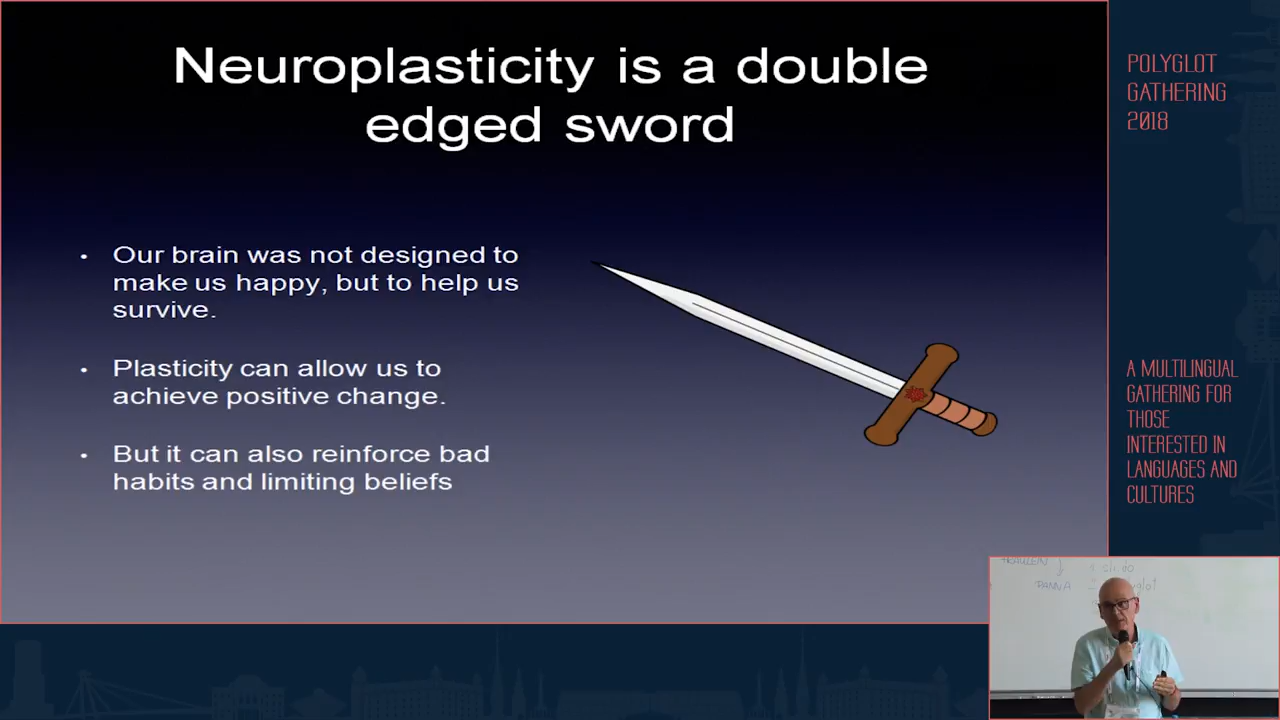 Neuroplasticity is a double
edged sword
• Our brain was not designed to
make us happy, but to help us
survive.
• Plasticity can allow us to
achieve positive change.
• But it can also reinforce bad
habits and limiting beliefs
POLYGLOT
GATHERING
2018
A MULTILINGUAL
GATHERING FOR
THOSE
INTERESTED IN
LANGUAGES AND
CULTURES